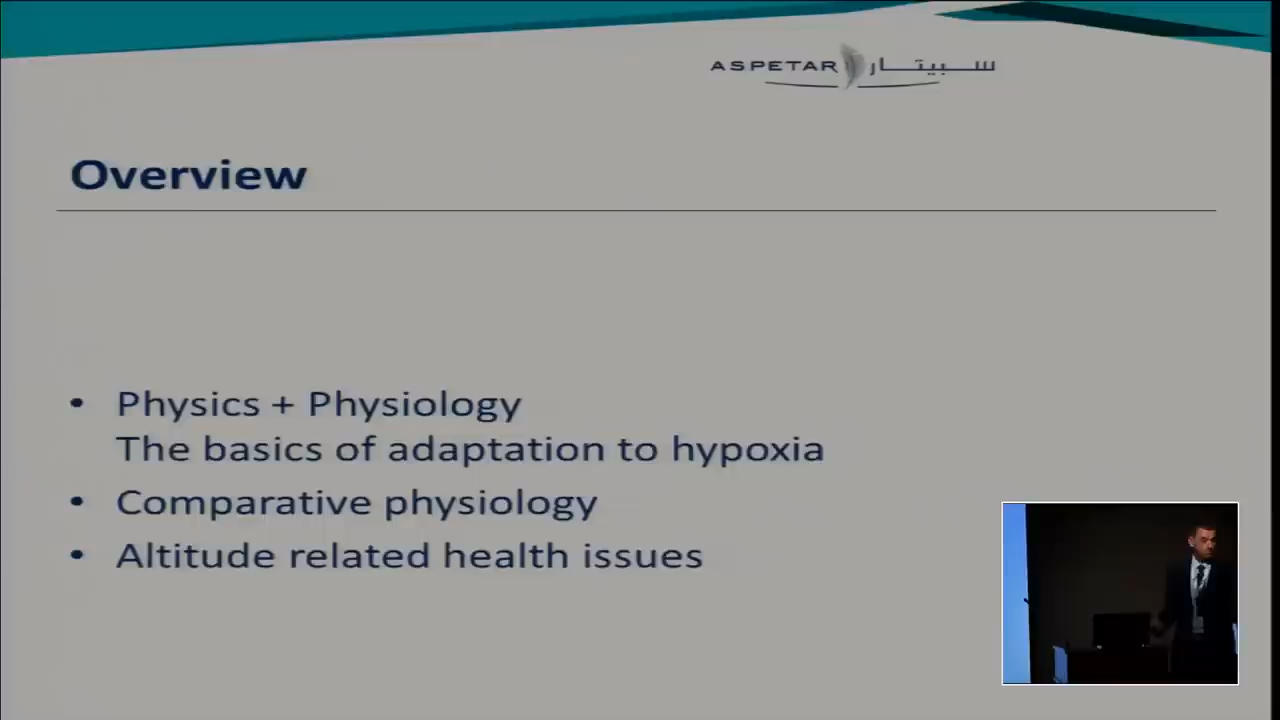 ASPETAR سبيتار
Overview
• Physics + Physiology
The basics of adaptation to hypoxia
• Comparative physiology
• Altitude related health issues